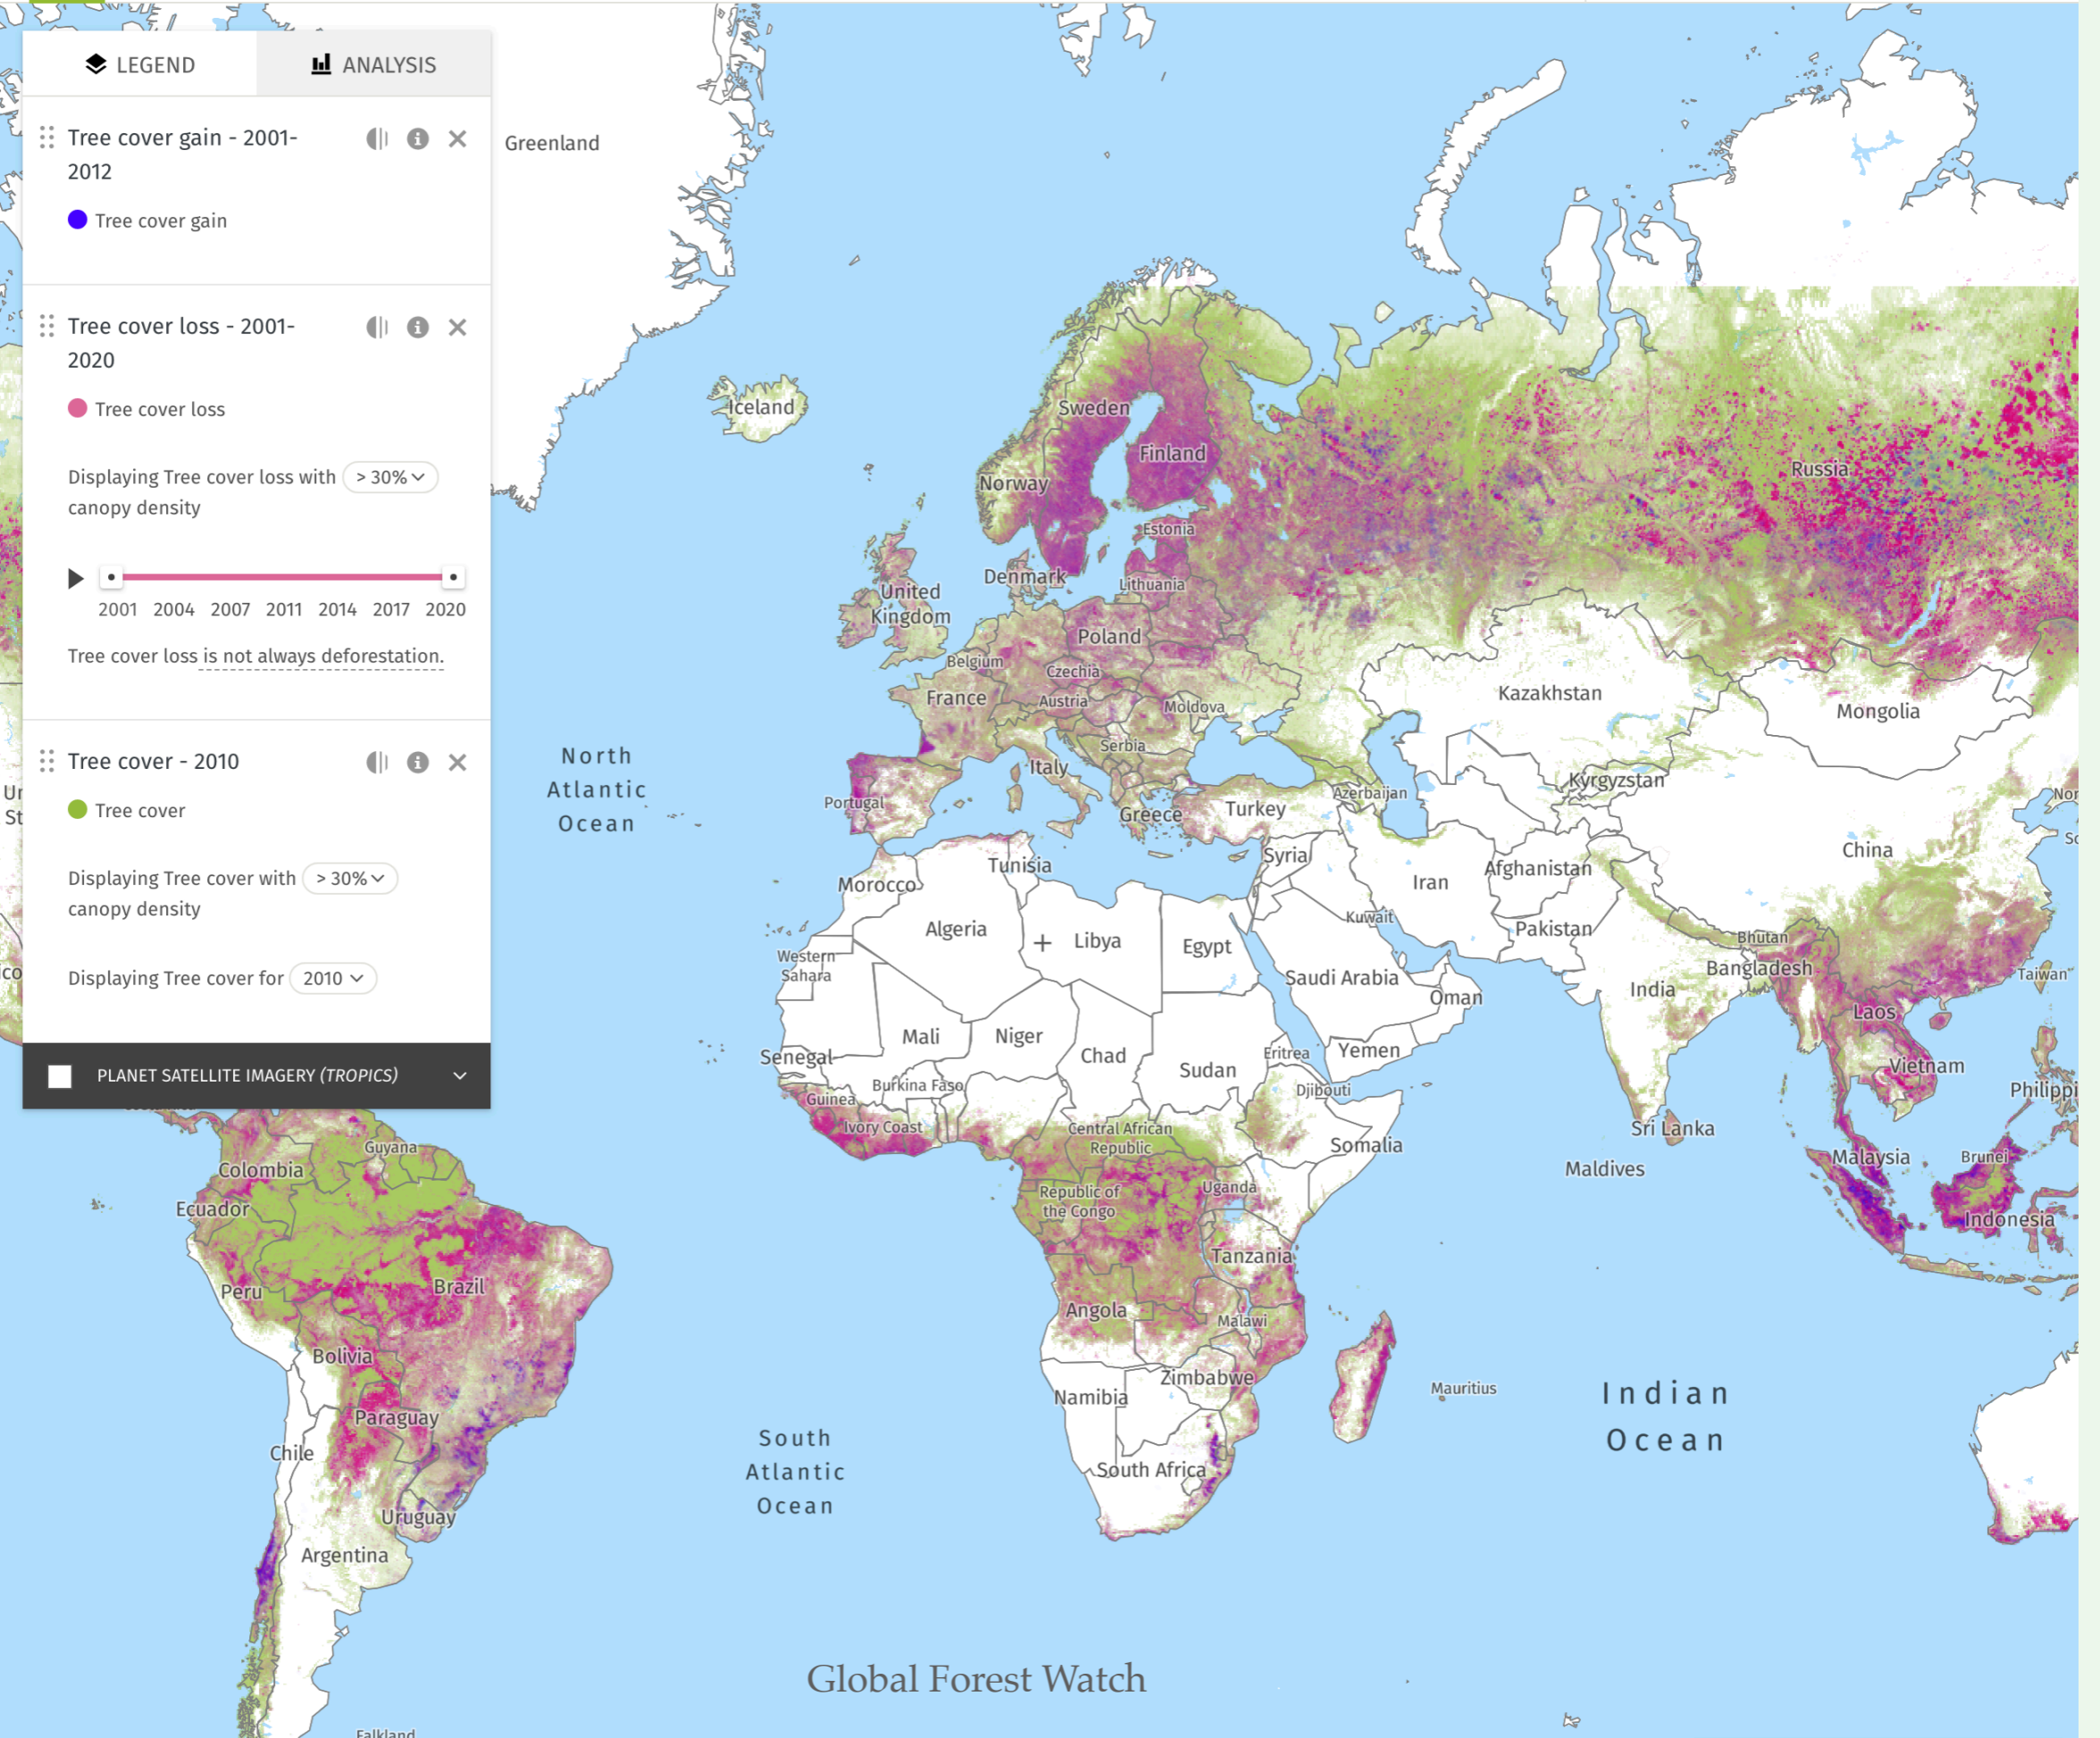 LEGEND
ANALYSIS
Tree cover gain - 2001-
2012
Tree cover gain
Tree cover loss - 2001-
2020
Tree cover loss
Displaying Tree cover loss with > 30%
canopy density
2001 2004 2007 2011 2014 2017 2020
Tree cover loss is not always deforestation.
Tree cover - 2010
Tree cover
Displaying Tree cover with > 30%
canopy density
Displaying Tree cover for 2010
PLANET SATELLITE IMAGERY (TROPICS)
Greenland
Iceland
Sweden
Finland
Norway
Russia
Estonia
Denmark
Lithuania
United
Kingdom
Poland
Belgium
Czechia
France
Austria
Moldova
Kazakhstan
Mongolia
Serbia
Italy
North
Atlantic
Ocean
Portugal
Greece
Turkey
Azerbaijan
Kyrgyzstan
China
Tunisia
Syria
Morocco
Iran
Afghanistan
Algeria
Libya
Egypt
Kuwait
Pakistan
Bhutan
Western
Sahara
Saudi Arabia
Oman
India
Bangladesh
Taiwan
Laos
Mali
Niger
Chad
Sudan
Eritrea
Yemen
Senegal
Burkina Faso
Djibouti
Vietnam
Philippi
Guinea
Ivory Coast
Central African
Republic
Somalia
Sri Lanka
Maldives
Malaysia
Brunei
Indonesia
Guyana
Colombia
Ecuador
Peru
Brazil
Bolivia
Paraguay
Chile
Uruguay
Argentina
Republic of
the Congo
Uganda
Tanzania
Angola
Malawi
Zimbabwe
Namibia
South Africa
Mauritius
Indian
Ocean
South
Atlantic
Ocean
Global Forest Watch
Falkland